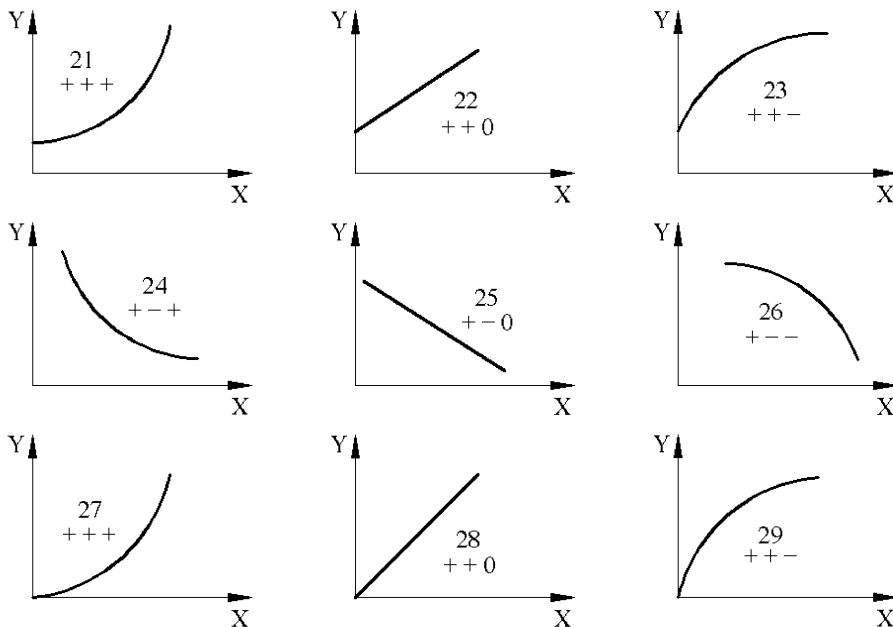 Y
21
+ + +
X
Y
22
+ + 0
X
Y
23
+ + −
X
Y
24
+ − +
X
Y
25
+ − 0
X
Y
26
+ − −
X
Y
27
+ + +
X
Y
28
+ + 0
X
Y
29
+ + −
X